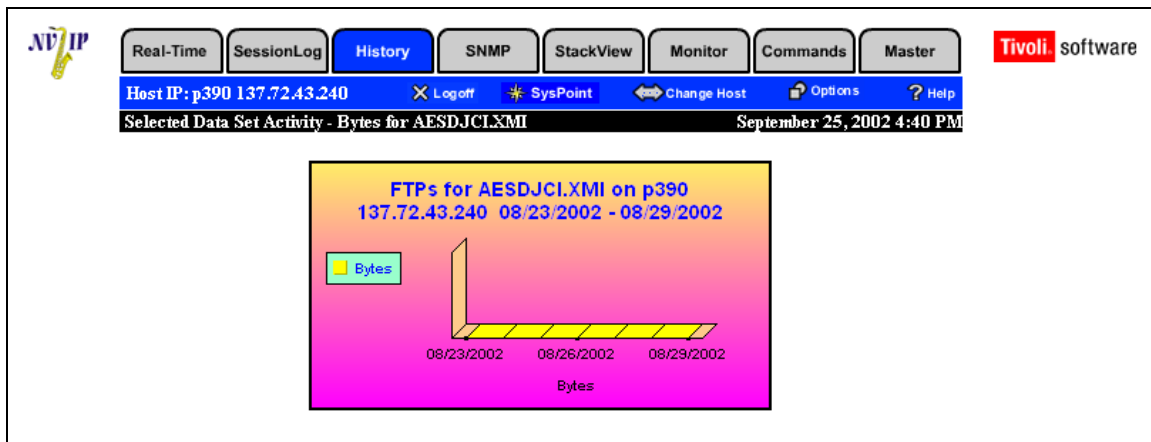 NV IP
Real-Time SessionLog History SNMP StackView Monitor Commands Master
Tivoli. software
Host IP: p390 137.72.43.240 Logoff SysPoint Change Host Options ? Help
Selected Data Set Activity - Bytes for AESDJCI.XMI September 25, 2002 4:40 PM
FTPs for AESDJCI.XMI on p390
137.72.43.240 08/23/2002 - 08/29/2002
Bytes
08/23/2002 08/26/2002 08/29/2002
Bytes